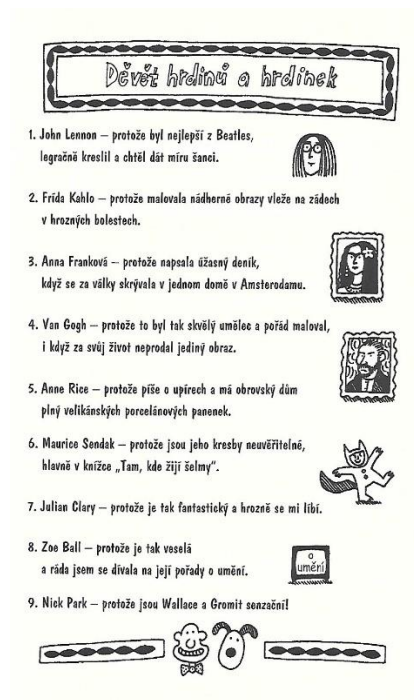 Děvět hrdinů a hrdinek
1. John Lennon – protože byl nejlepší z Beatles,
legračně kreslil a chtěl dát míru šanci.
2. Frída Kahlo – protože malovala nádherné obrazy vleže na zádech
v hrozných bolestech.
3. Anna Franková – protože napsala úžasný deník,
když se za války skrývala v jednom domě v Amsterodamu.
4. Van Gogh – protože to byl tak skvělý umělec a pořád maloval,
i když za svůj život neprodal jediný obraz.
5. Anne Rice – protože píše o upírech a má obrovský dům
plný velikánských porcelánových panenek.
6. Maurice Sendak – protože jsou jeho kresby neuvěřitelné,
hlavně v knížce „Tam, kde žijí šelmy“.
7. Julian Clary – protože je tak fantastický a hrozně se mi líbí.
8. Zoe Ball – protože je tak veselá
a ráda jsem se dívala na její pořady o umění.
o
umění
9. Nick Park – protože jsou Wallace a Gromit senzační!